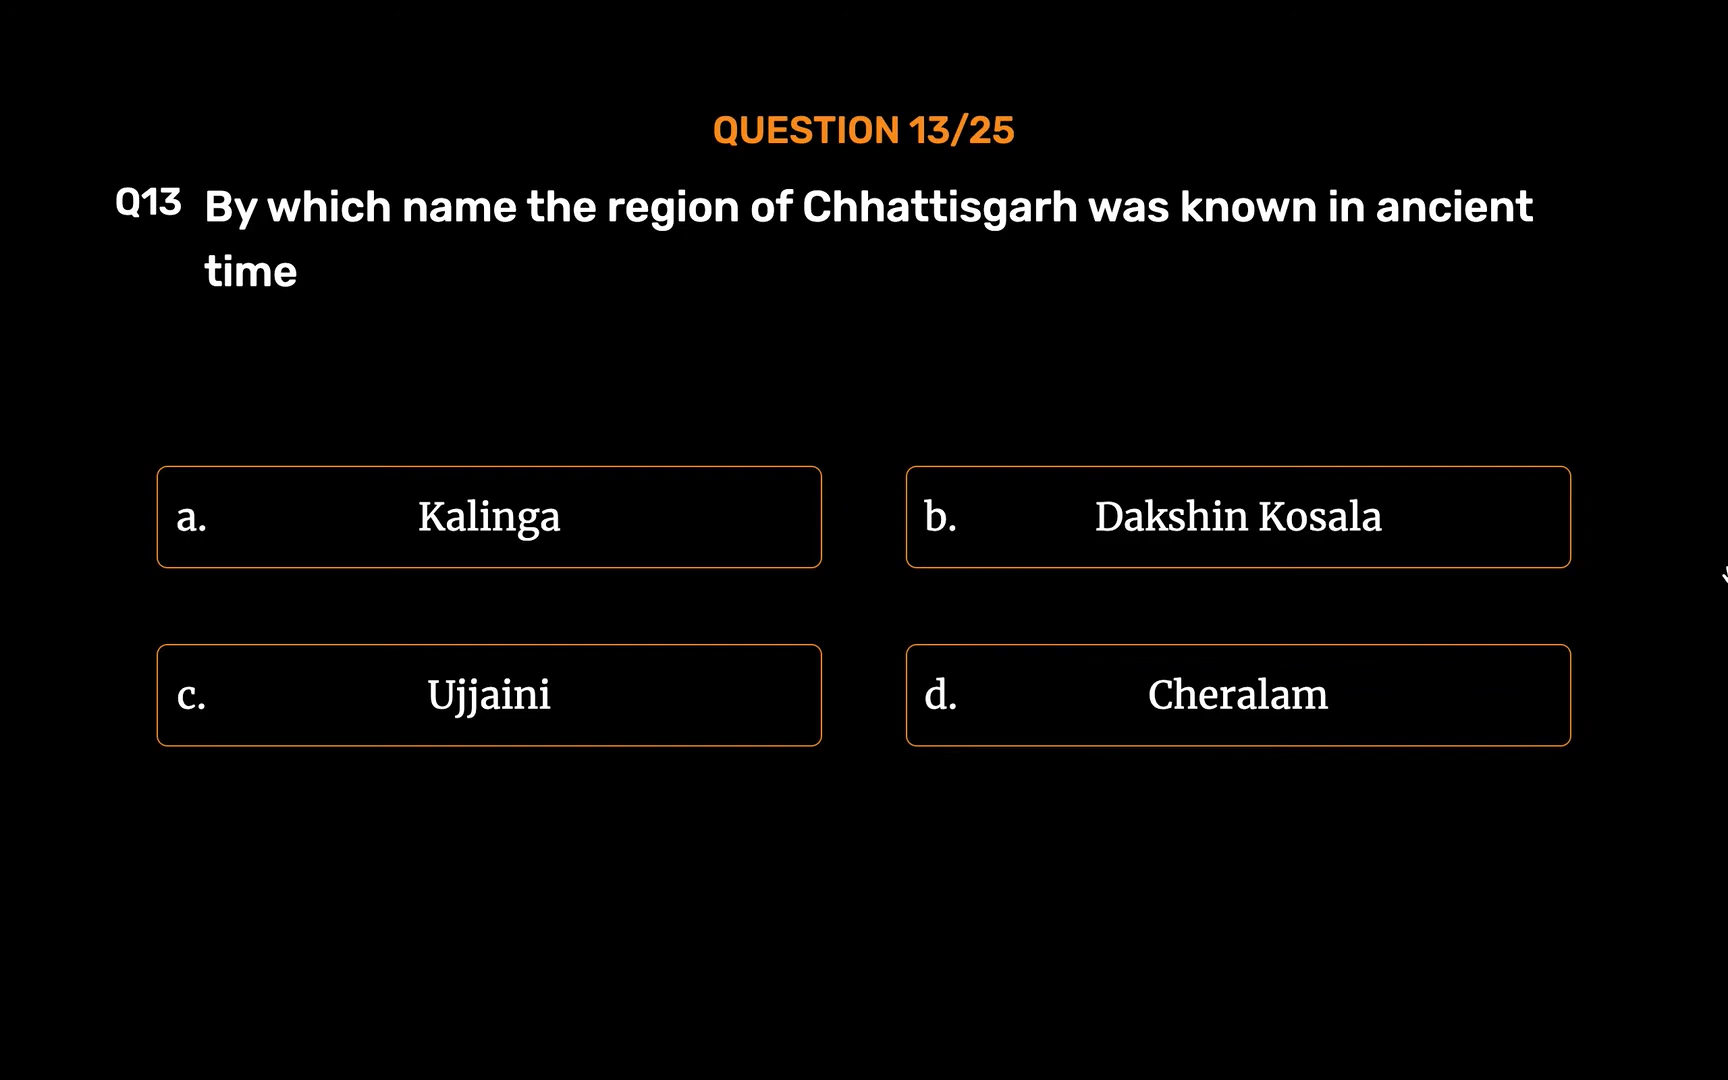 QUESTION 13/25
Q13 By which name the region of Chhattisgarh was known in ancient
time
a. Kalinga
b. Dakshin Kosala
c. Ujjaini
d. Cheralam